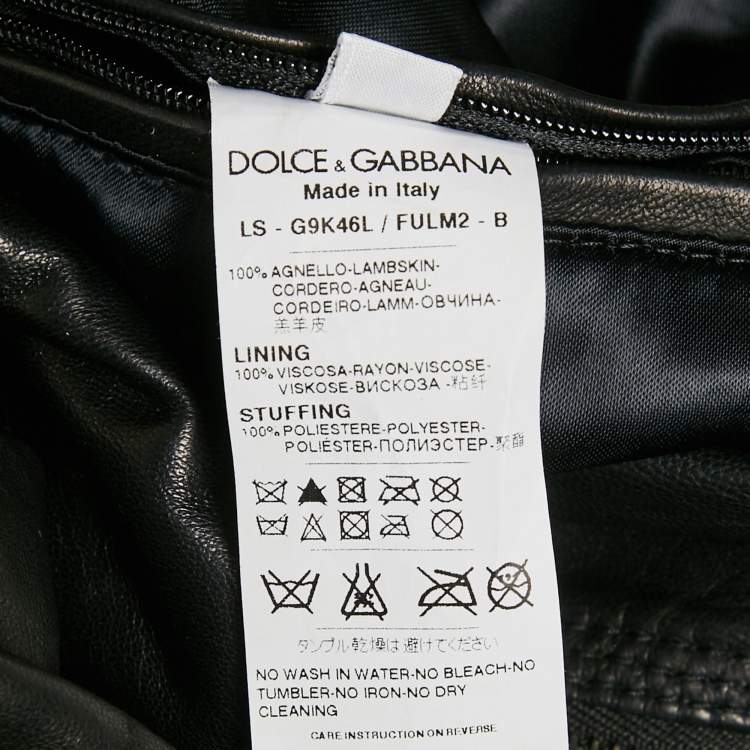 DOLCE & GABBANA
Made in Italy
LS - G9K46L / FULM2 - B
100% AGNELLO-LAMBSKIN-
CORDERO-AGNEAU-
CORDEIRO-LAMM-ОВЧИНА-
羔羊皮
LINING
100% VISCOSA-RAYON-VISCOSE-
VISKOSE-ВИСКОЗА -粘纤
STUFFING
100% POLIESTERE-POLYESTER-
POLIÉSTER-ПОЛИЭСТЕР-聚酯
タンブル乾燥は避けてください
NO WASH IN WATER-NO BLEACH-NO
TUMBLER-NO IRON-NO DRY
CLEANING
CARE INSTRUCTION ON REVERSE